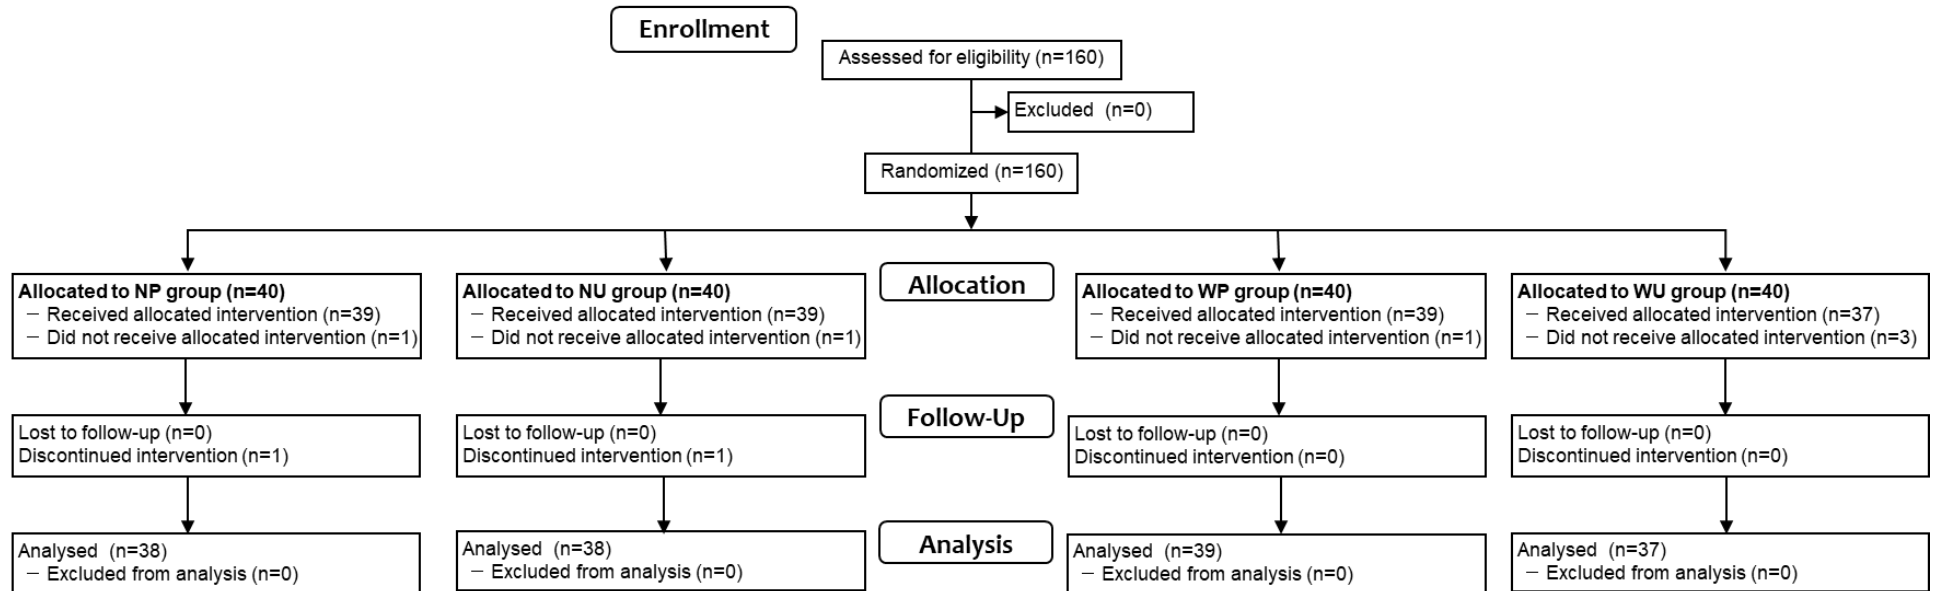 Enrollment
Assessed for eligibility (n=160)
Excluded (n=0)
Randomized (n=160)
Allocation
Allocated to NP group (n=40)
− Received allocated intervention (n=39)
− Did not receive allocated intervention (n=1)
Allocated to NU group (n=40)
− Received allocated intervention (n=39)
− Did not receive allocated intervention (n=1)
Allocated to WP group (n=40)
− Received allocated intervention (n=39)
− Did not receive allocated intervention (n=1)
Allocated to WU group (n=40)
− Received allocated intervention (n=37)
− Did not receive allocated intervention (n=3)
Follow-Up
Lost to follow-up (n=0)
Discontinued intervention (n=1)
Lost to follow-up (n=0)
Discontinued intervention (n=1)
Lost to follow-up (n=0)
Discontinued intervention (n=0)
Lost to follow-up (n=0)
Discontinued intervention (n=0)
Analysis
Analysed (n=38)
− Excluded from analysis (n=0)
Analysed (n=38)
− Excluded from analysis (n=0)
Analysed (n=39)
− Excluded from analysis (n=0)
Analysed (n=37)
− Excluded from analysis (n=0)